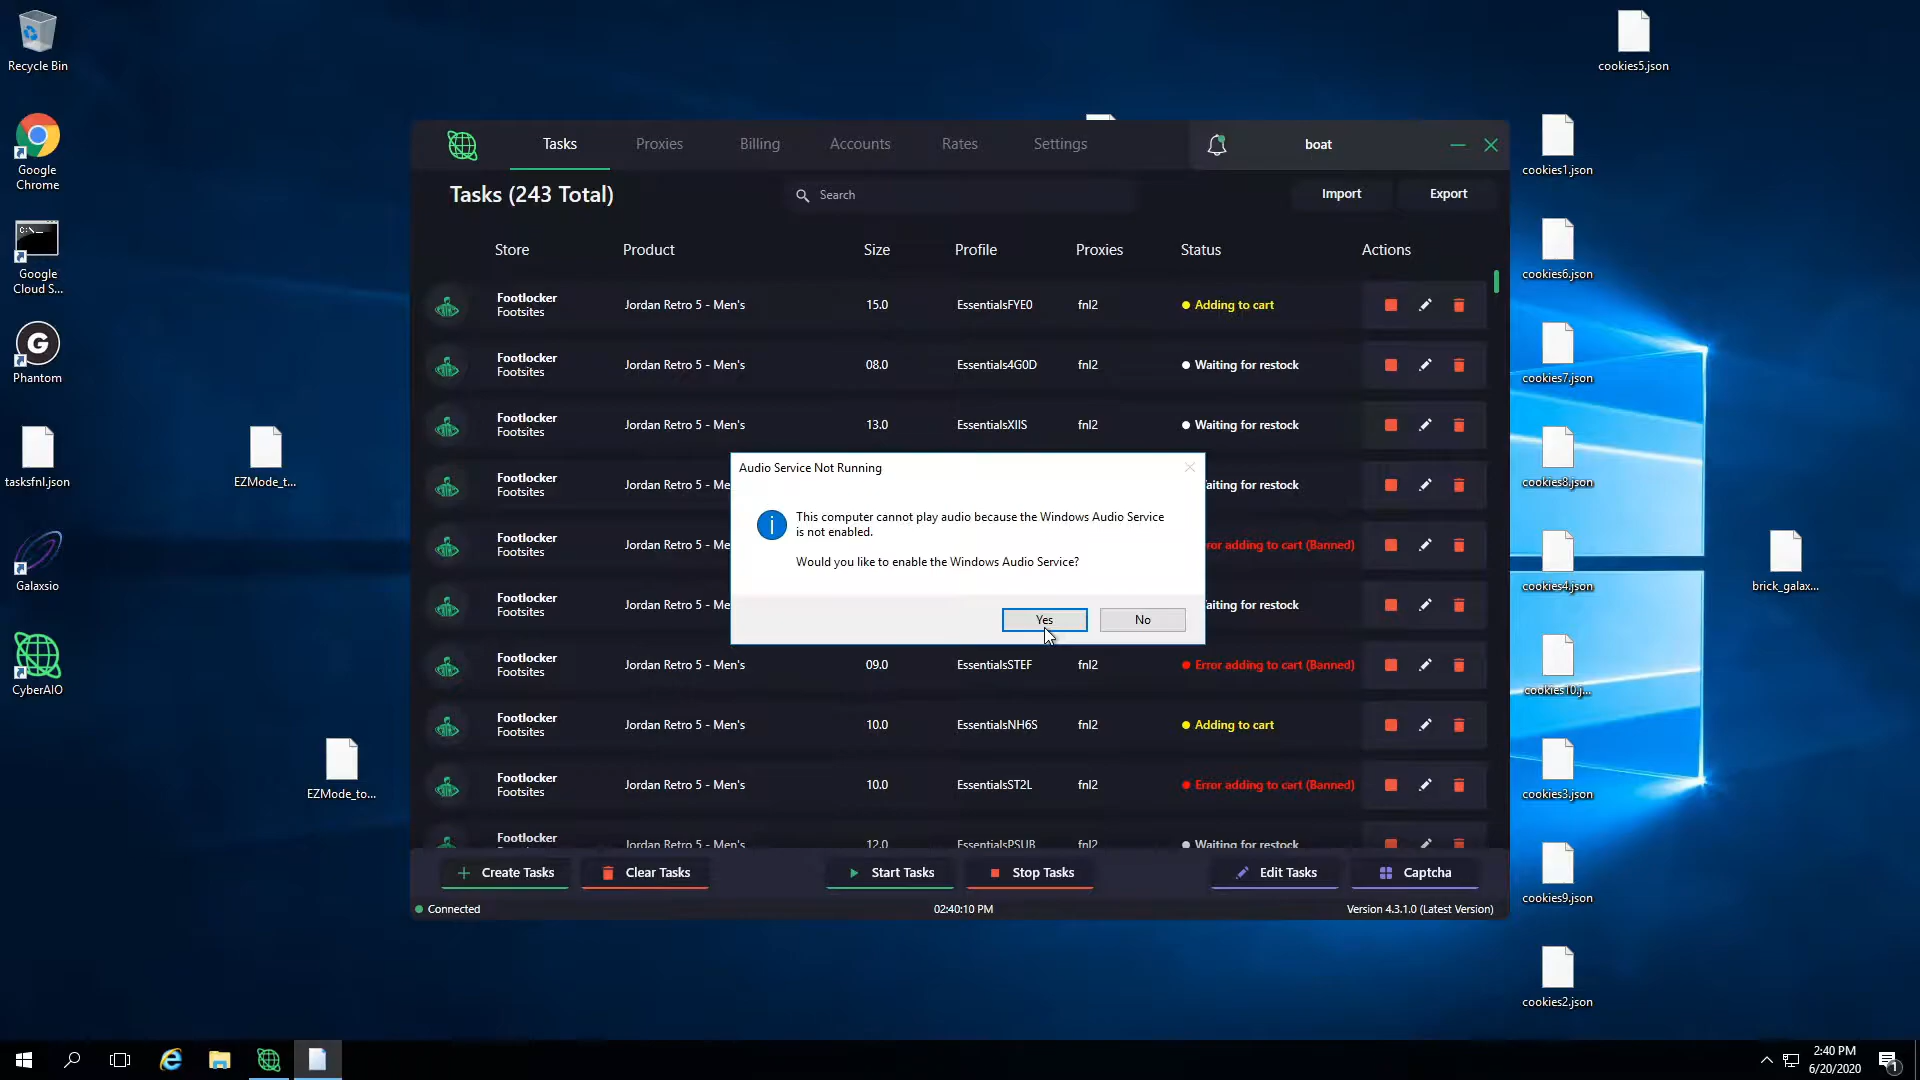 Recycle Bin
Google
Chrome
Google
Cloud S...
Phantom
tasksfnl.json
Galaxsio
CyberAIO
EZMode_t...
EZMode_to...
Tasks
Proxies
Billing
Accounts
Rates
Settings
boat
Tasks (243 Total)
Search
Import
Export
Store Product Size Profile Proxies Status Actions
Footlocker
Footsites
Jordan Retro 5 - Men's 15.0 EssentialsFYE0 fnl2 Adding to cart
Footlocker
Footsites
Jordan Retro 5 - Men's 08.0 Essentials4G0D fnl2 Waiting for restock
Footlocker
Footsites
Jordan Retro 5 - Men's 13.0 EssentialsXIIS fnl2 Waiting for restock
Footlocker
Footsites
Jordan Retro 5 - Me aiting for restock
Footlocker
Footsites
Jordan Retro 5 - Me ror adding to cart (Banned)
Footlocker
Footsites
Jordan Retro 5 - Me aiting for restock
Audio Service Not Running
This computer cannot play audio because the Windows Audio Service
is not enabled.
Would you like to enable the Windows Audio Service?
Yes
No
Footlocker
Footsites
Jordan Retro 5 - Men's 09.0 EssentialsSTEF fnl2 Error adding to cart (Banned)
Footlocker
Footsites
Jordan Retro 5 - Men's 10.0 EssentialsNH6S fnl2 Adding to cart
Footlocker
Footsites
Jordan Retro 5 - Men's 10.0 EssentialsST2L fnl2 Error adding to cart (Banned)
Footlocker
Footsites
Jordan Retro 5 - Men's 12.0 EssentialsPSUB fnl2 Waiting for restock
Create Tasks
Clear Tasks
Start Tasks
Stop Tasks
Edit Tasks
Captcha
Connected
02:40:10 PM
Version 4.3.1.0 (Latest Version)
cookies5.json
cookies1.json
cookies6.json
cookies7.json
cookies8.json
cookies4.json
brick_galax...
cookies10.j...
cookies3.json
cookies9.json
cookies2.json
2:40 PM
6/20/2020
1